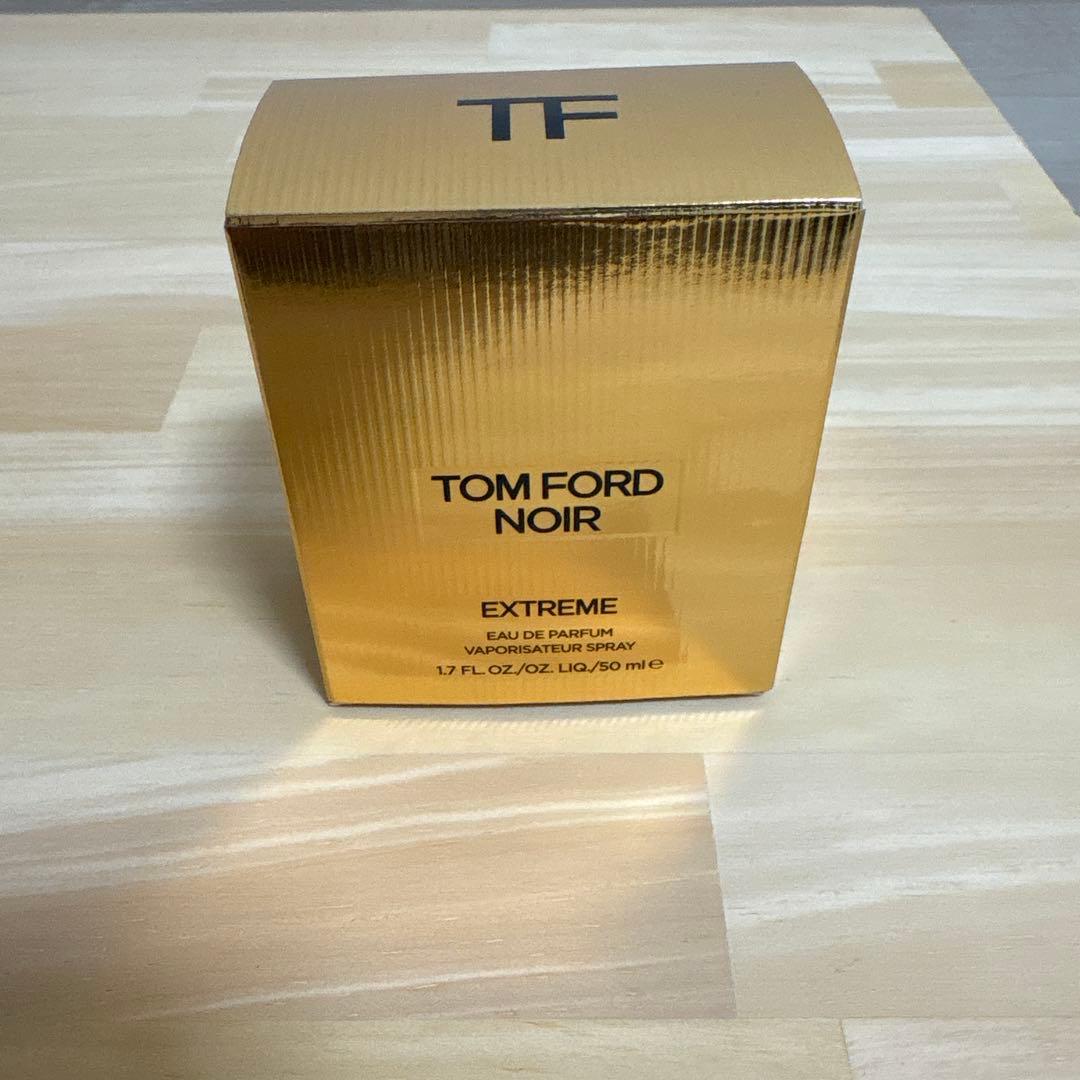 TF
TOM FORD
NOIR
EXTREME
EAU DE PARFUM
VAPORISATEUR SPRAY
1.7 FL. OZ./OZ. LIQ./50 ml ℮